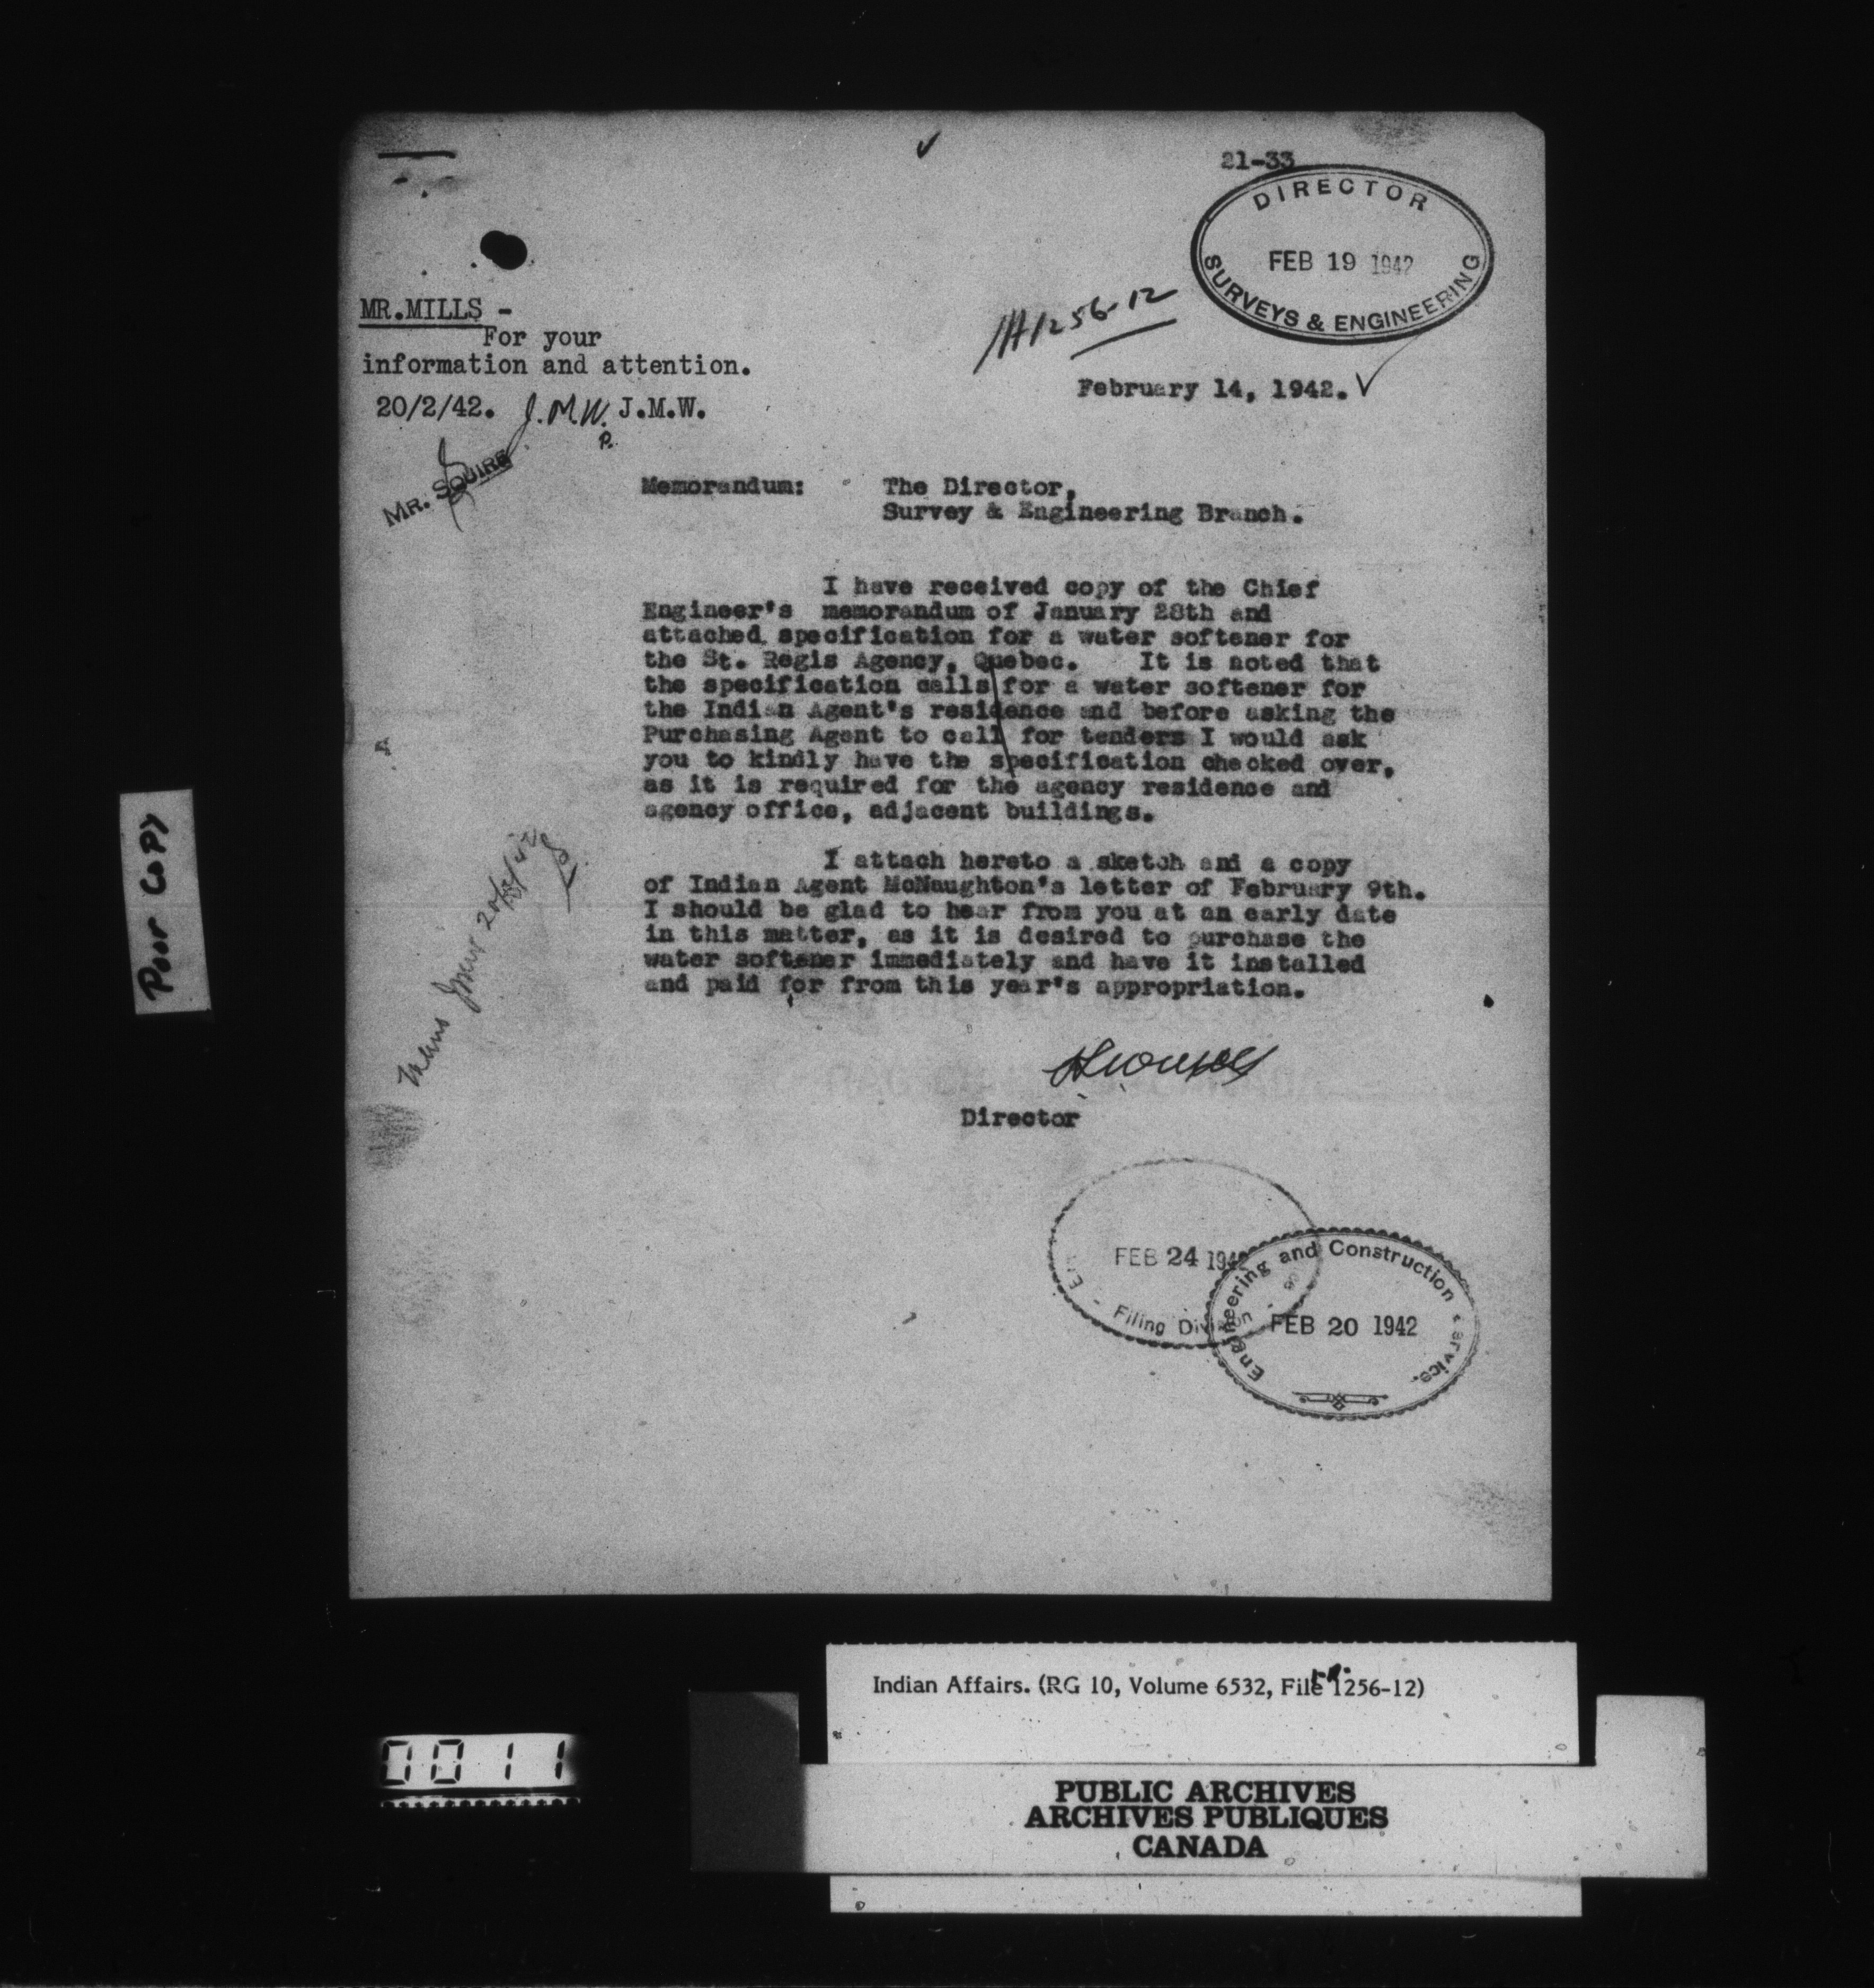 21-33
DIRECTOR
FEB 19 1942
SURVEYS & ENGINEERING
1256-12
MR.MILLS -
For your
information and attention.
20/2/42. J.M.W. J.M.W.
P.
MR. SQUIRE
February 14, 1942.
Memorandum: The Director,
Survey & Engineering Branch.
I have received copy of the Chief
Engineer's memorandum of January 28th and
attached specification for a water softener for
the St. Regis Agency, Quebec. It is noted that
the specification calls for a water softener for
the Indian Agent's residence and before asking the
Purchasing Agent to call for tenders I would ask
you to kindly have the specification checked over,
as it is required for the agency residence and
agency office, adjacent buildings.
I attach hereto a sketch and a copy
of Indian Agent McNaughton's letter of February 9th.
I should be glad to hear from you at an early date
in this matter, as it is desired to purchase the
water softener immediately and have it installed
and paid for from this year's appropriation.
Director
Poor Copy
FEB 24 1942
Filing Division
Engineering and Construction Service.
FEB 20 1942
Indian Affairs. (RG 10, Volume 6532, File 1256-12)
0011
PUBLIC ARCHIVES
ARCHIVES PUBLIQUES
CANADA